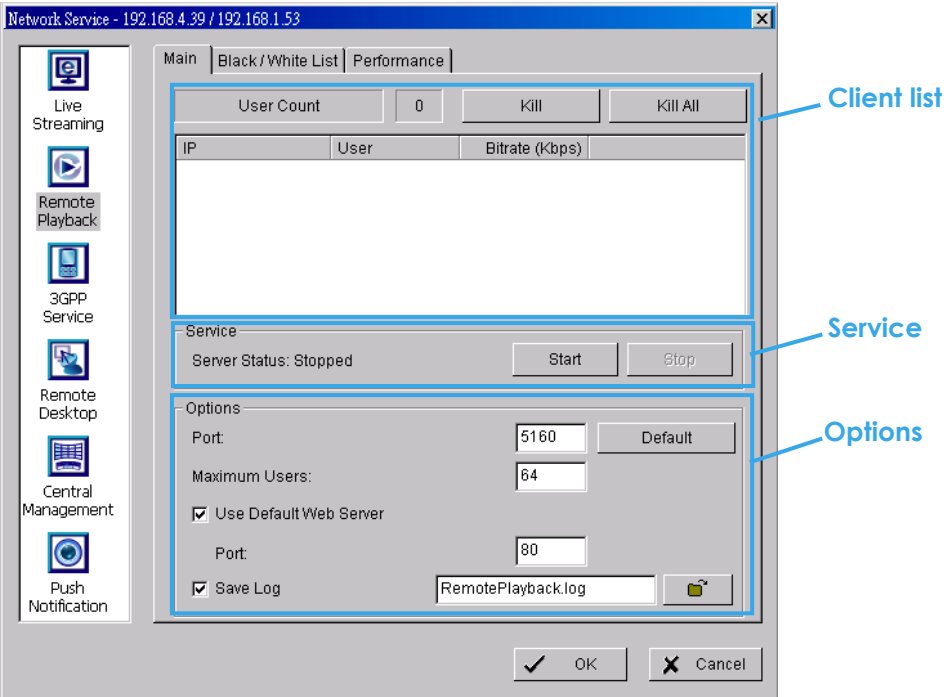 Network Service - 192.168.4.39 / 192.168.1.53
Live
Streaming
Remote
Playback
3GPP
Service
Remote
Desktop
Central
Management
Push
Notification
Main
Black / White List
Performance
User Count
0
Kill
Kill All
IP
User
Bitrate (Kbps)
Client list
Service
Server Status: Stopped
Start
Stop
Service
Options
Port:
5160
Default
Maximum Users:
64
Use Default Web Server
Port:
80
Save Log
RemotePlayback.log
Options
OK
Cancel